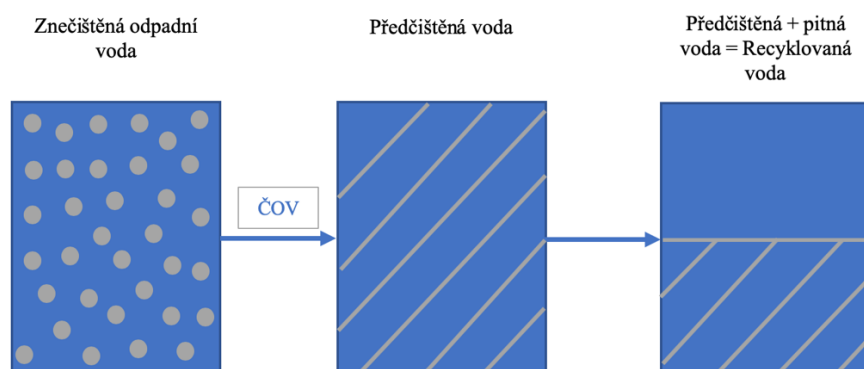 Znečištěná odpadní
voda
Předčištěná voda
Předčištěná + pitná
voda = Recyklovaná
voda
ČOV